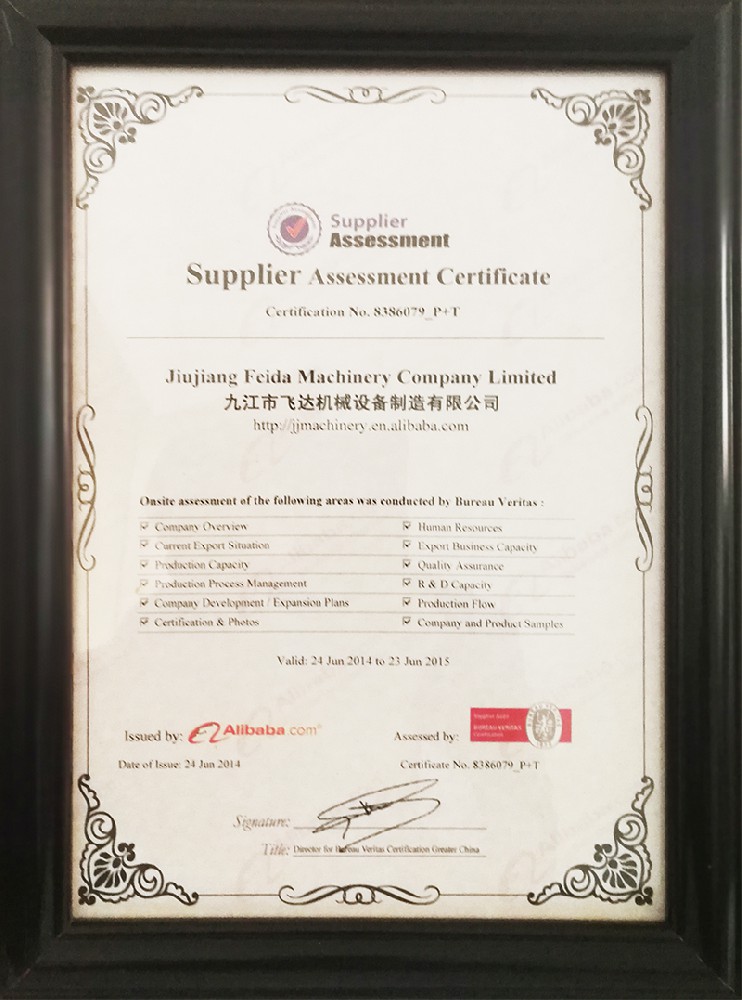 Supplier
Assessment
Supplier Assessment Certificate
Certification No. 8386079_P+T
Jiujiang Feida Machinery Company Limited
九江市飞达机械设备制造有限公司
http://jjmachinery.en.alibaba.com
Onsite assessment of the following areas was conducted by Bureau Veritas :
Company Overview Human Resources
Current Export Situation Export Business Capacity
Production Capacity Quality Assurance
Production Process Management R & D Capacity
Company Development / Expansion Plans Production Flow
Certification & Photos Company and Product Samples
Valid: 24 Jun 2014 to 23 Jun 2015
Issued by: Alibaba.com® Assessed by:
BUREAU VERITAS
Certification
Date of Issue: 24 Jun 2014 Certificate No. 8386079_P+T
Signature:
Title: Director for Bureau Veritas Certification Greater China